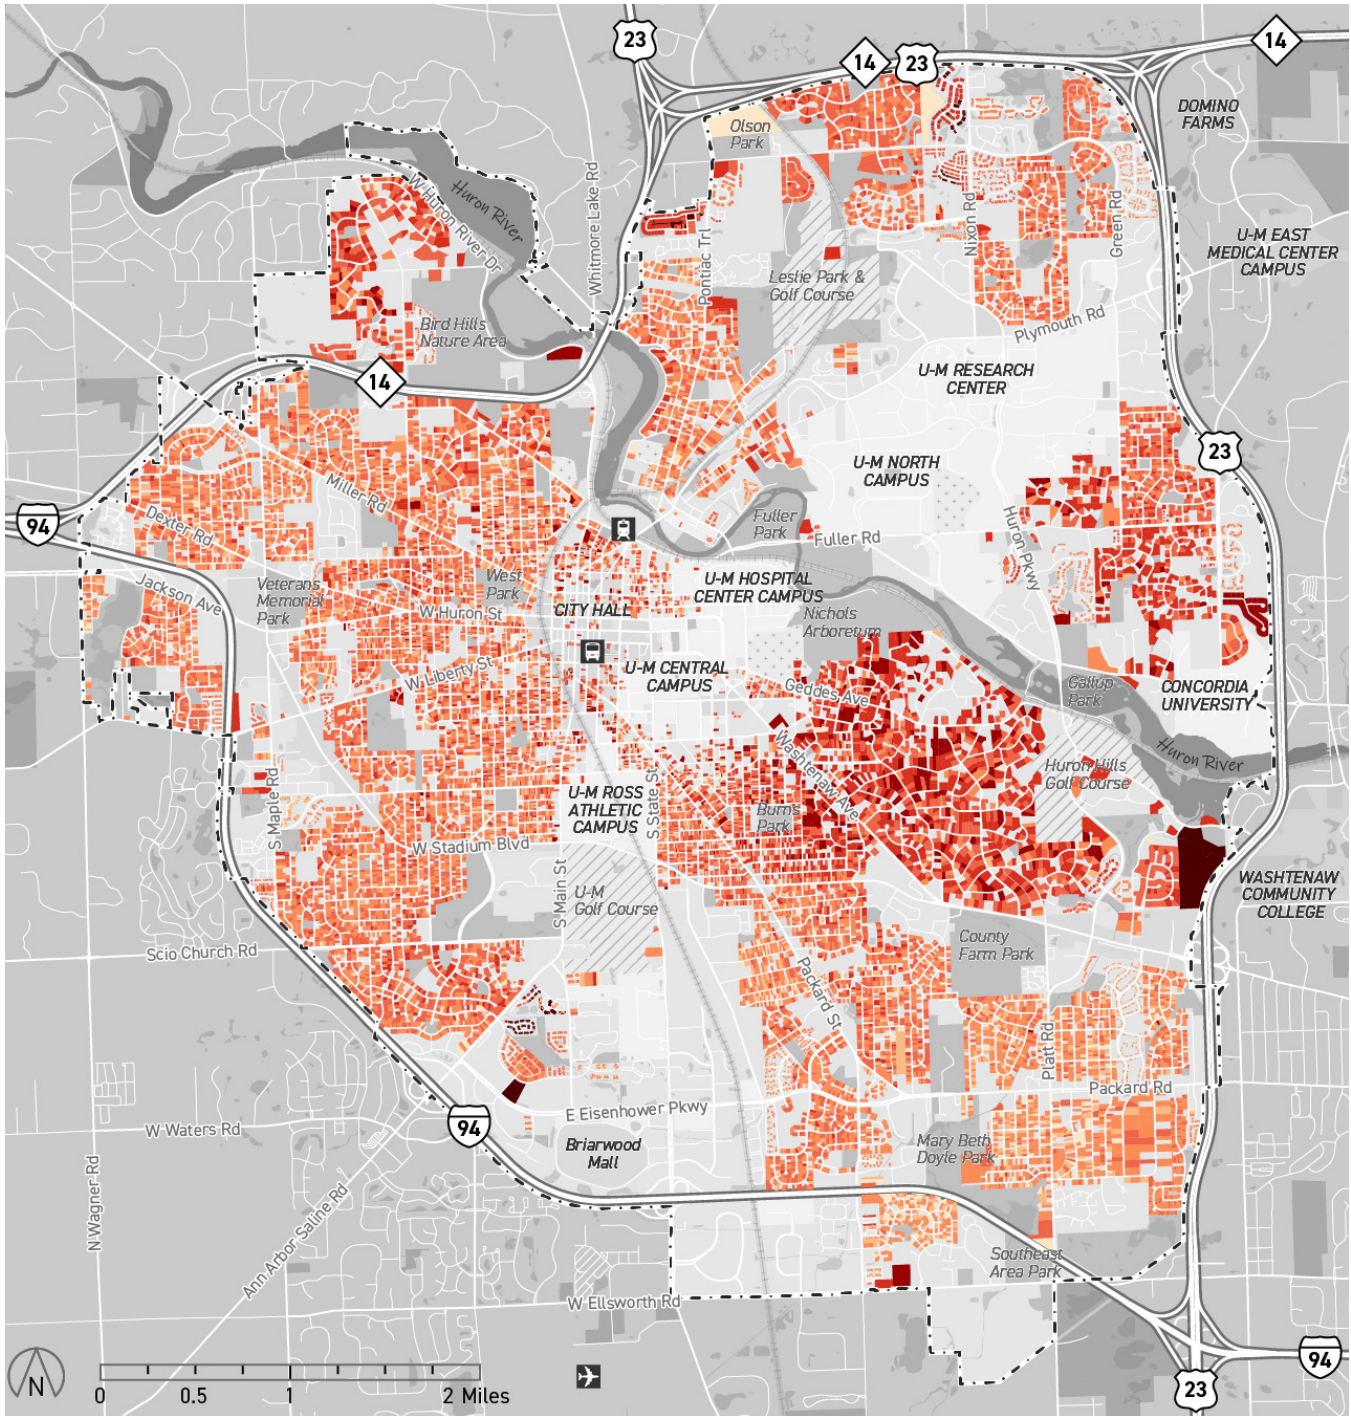 23
14
14
23
DOMINO
FARMS
Olson
Park
Whitmore Lake Rd
W Huron River Dr
Huron River
Nixon Rd
Green Rd
Pontiac Trl
U-M EAST
MEDICAL CENTER
CAMPUS
Leslie Park &
Golf Course
Bird Hills
Nature Area
Plymouth Rd
14
U-M RESEARCH
CENTER
23
U-M NORTH
CAMPUS
Miller Rd
94
Dexter Rd
Fuller
Park
Fuller Rd
Huron Pkwy
Jackson Ave
Veterans
Memorial
Park
West
Park
U-M HOSPITAL
CENTER CAMPUS
W Huron St
CITY HALL
Nichols
Arboretum
W Liberty St
U-M CENTRAL
CAMPUS
Geddes Ave
Gallup
Park
CONCORDIA
UNIVERSITY
Washtenaw Ave
Huron River
Huron Hills
Golf Course
S Maple Rd
U-M ROSS
ATHLETIC
CAMPUS
S State St
Burns
Park
W Stadium Blvd
S Main St
U-M
Golf Course
WASHTENAW
COMMUNITY
COLLEGE
Scio Church Rd
County
Farm Park
Packard St
Platt Rd
Packard Rd
E Eisenhower Pkwy
94
W Waters Rd
Briarwood
Mall
Mary Beth
Doyle Park
N Wagner Rd
Ann Arbor Saline Rd
Southeast
Area Park
W Ellsworth Rd
94
N
0 0.5 1 2 Miles
23